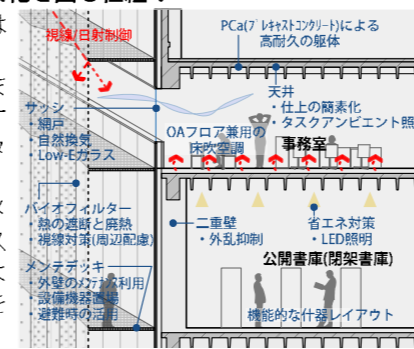 化を図る仕組
視線/日射制御
PCa(プレキャストコンクリート)による
高耐久の躯体
天井
・仕上の簡素化
・タスクアンビエント照
サッシ
・網戸
・自然換気
・Low-Eガラス
OAフロア兼用の
床吹空調
事務室
バイオフィルター
・熱の遮断と廃熱
・視線対策(周辺配慮)
二重壁
・外乱抑制
省エネ対策
・LED照明
メンテデッキ
・外壁のメンテナンス利用
・設備機器置場
・避難時の活用
公開書庫(閉架書庫)
機能的な什器レイアウト